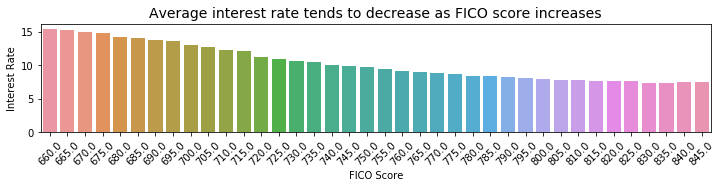 Average interest rate tends to decrease as FICO score increases
Interest Rate
15
10
5
0
660.0 665.0 670.0 675.0 680.0 685.0 690.0 695.0 700.0 705.0 710.0 715.0 720.0 725.0 730.0 735.0 740.0 745.0 750.0 755.0 760.0 765.0 770.0 775.0 780.0 785.0 790.0 795.0 800.0 805.0 810.0 815.0 820.0 825.0 830.0 835.0 840.0 845.0
FICO Score